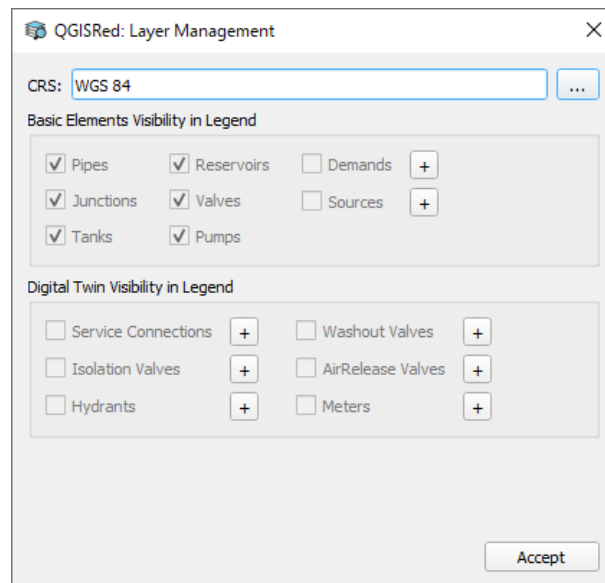 QGISRed: Layer Management
CRS: WGS 84 ...
Basic Elements Visibility in Legend
Pipes Reservoirs Demands +
Junctions Valves Sources +
Tanks Pumps
Digital Twin Visibility in Legend
Service Connections + Washout Valves +
Isolation Valves + AirRelease Valves +
Hydrants + Meters +
Accept